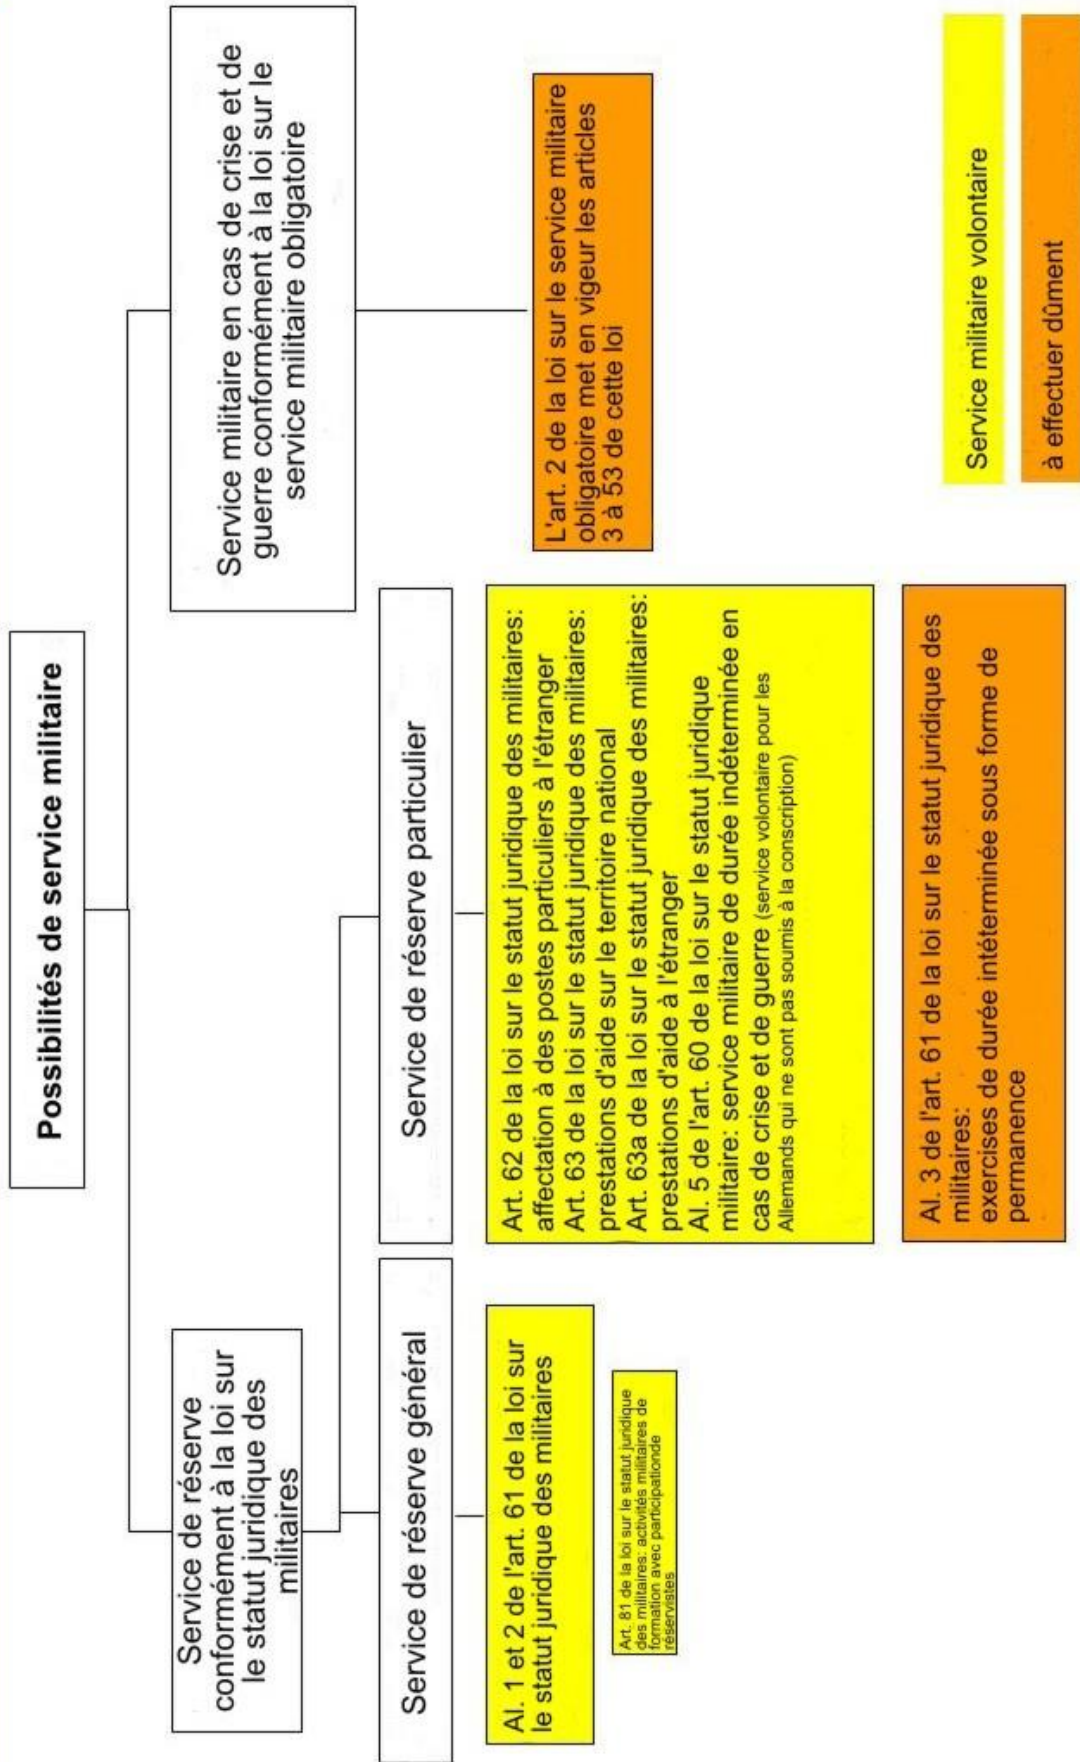 Possibilités de service militaire
Service de réserve
conformément à la loi sur
le statut juridique des
militaires
Service militaire en cas de crise et de
guerre conformément à la loi sur le
service militaire obligatoire
Service de réserve général
Service de réserve particulier
Al. 1 et 2 de l'art. 61 de la loi sur
le statut juridique des militaires
Art. 81 de la loi sur le statut juridique
des militaires: activités militaires de
formation avec participationde
réservistes
Art. 62 de la loi sur le statut juridique des militaires:
affectation à des postes particuliers à l'étranger
Art. 63 de la loi sur le statut juridique des militaires:
prestations d'aide sur le territoire national
Art. 63a de la loi sur le statut juridique des militaires:
prestations d'aide à l'étranger
Al. 5 de l'art. 60 de la loi sur le statut juridique
militaire: service militaire de durée indéterminée en
cas de crise et de guerre (service volontaire pour les
Allemands qui ne sont pas soumis à la conscription)
Al. 3 de l'art. 61 de la loi sur le statut juridique des
militaires:
exercises de durée intéterminée sous forme de
permanence
L'art. 2 de la loi sur le service militaire
obligatoire met en vigeur les articles
3 à 53 de cette loi
Service militaire volontaire
à effectuer dûment